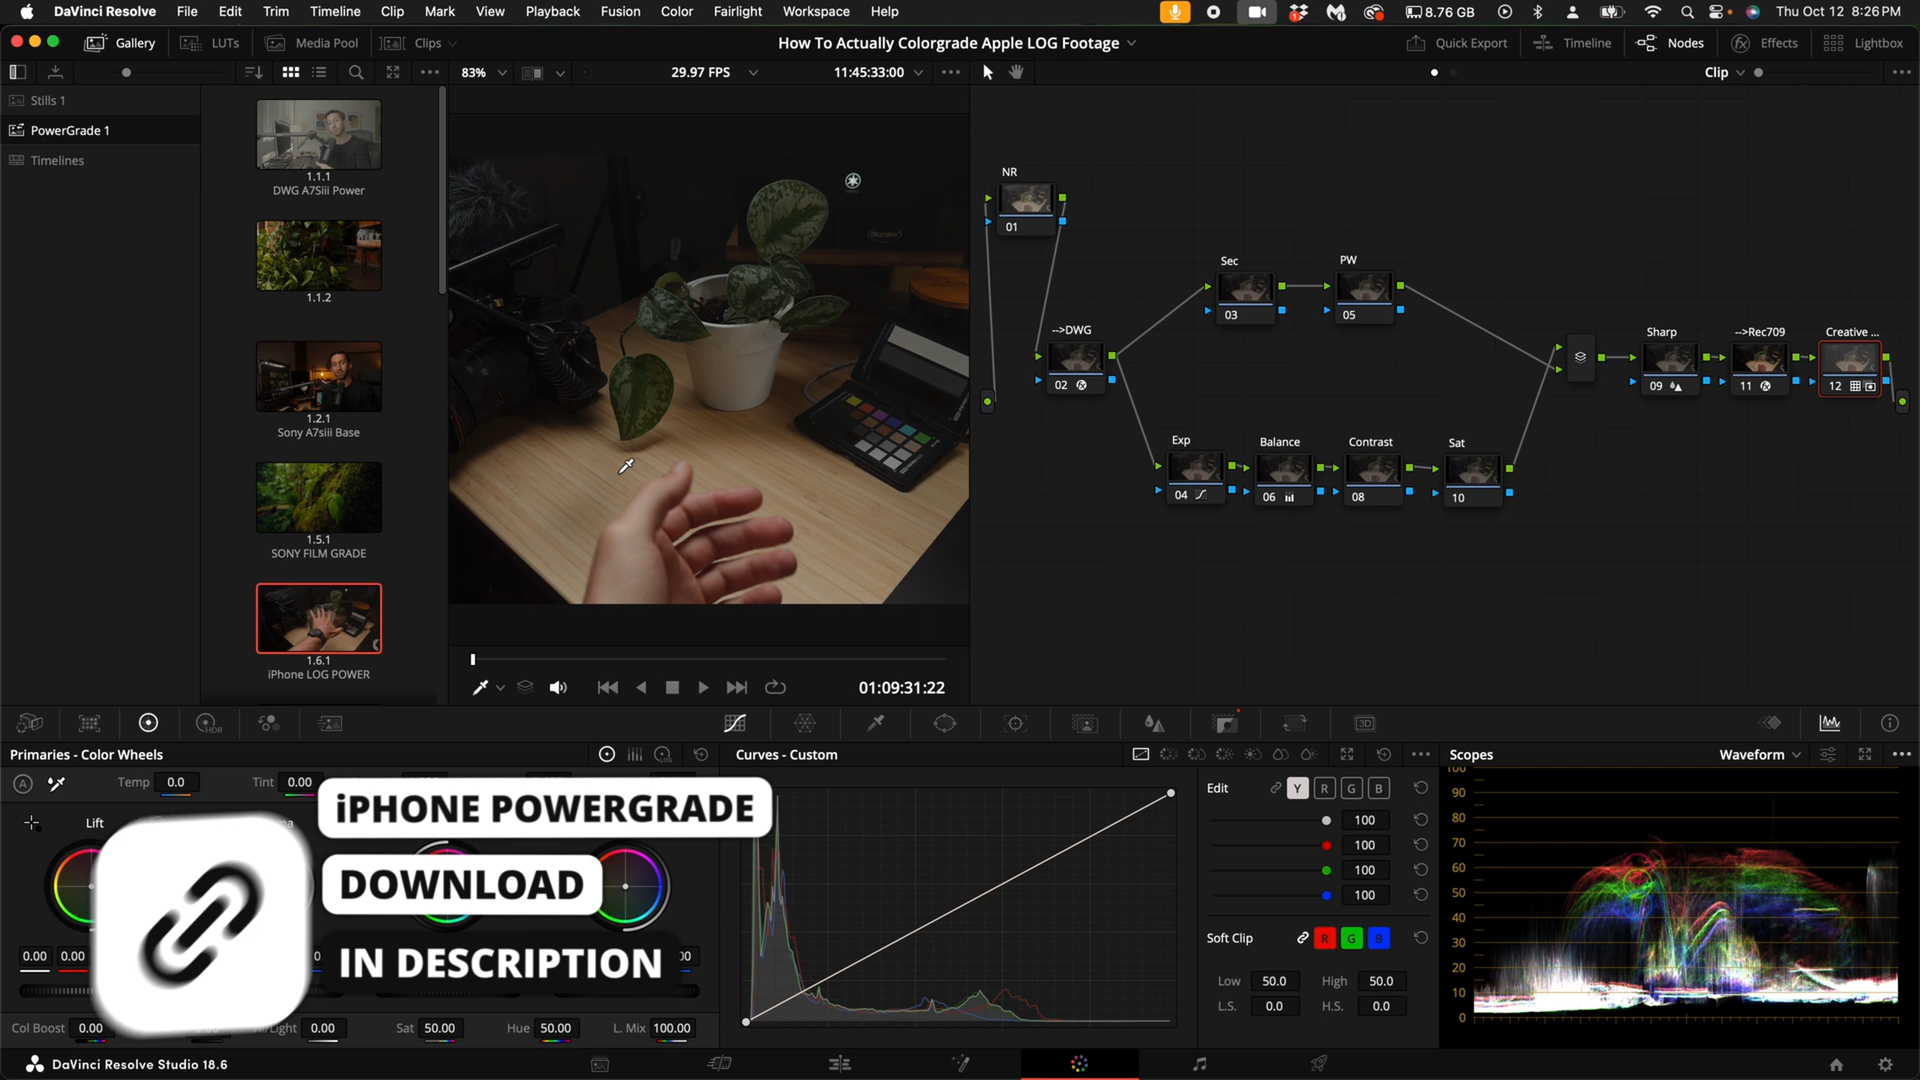 DaVinci Resolve File Edit Trim Timeline Clip Mark View Playback Fusion Color Fairlight Workspace Help
8.76 GB
Thu Oct 12 8:26 PM
Gallery LUTs Media Pool Clips
How To Actually Colorgrade Apple LOG Footage
Quick Export Timeline Nodes Effects Lightbox
83% 29.97 FPS 11:45:33:00
Clip
Stills 1
PowerGrade 1
Timelines
1.1.1
DWG A7Siii Power
1.1.2
1.2.1
Sony A7siii Base
1.5.1
SONY FILM GRADE
1.6.1
iPhone LOG POWER
01:09:31:22
NR
01
-->DWG
02
Sec
03
PW
05
Exp
04
Balance
06
Contrast
08
Sat
10
Sharp
09
-->Rec709
11
Creative ...
12
HDR
3D
Primaries - Color Wheels
LOG
A
Temp 0.0 Tint 0.00
Lift
0.00 0.00
Col Boost 0.00
0.00 Sat 50.00 Hue 50.00 L. Mix 100.00
iPHONE POWERGRADE
DOWNLOAD
IN DESCRIPTION
Curves - Custom
Edit Y R G B
100
100
100
100
Soft Clip R G B
Low 50.0 High 50.0
L.S. 0.0 H.S. 0.0
Scopes Waveform
100
90
80
70
60
50
40
30
20
10
0
DaVinci Resolve Studio 18.6